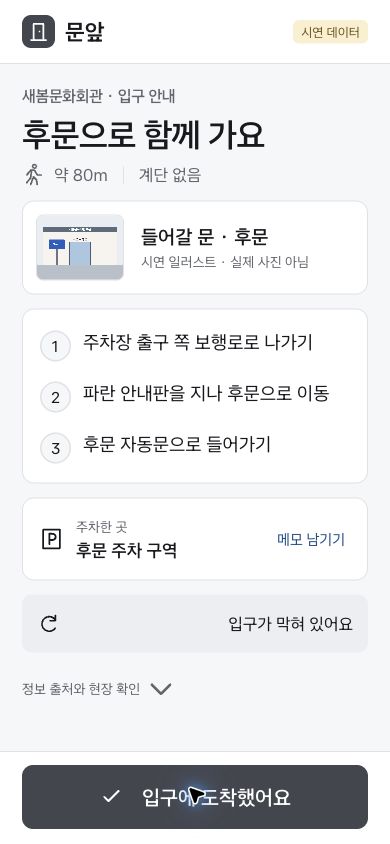 문앞
시연 데이터
새봄문화회관 · 입구 안내
후문으로 함께 가요
약 80m
계단 없음
들어갈 문 · 후문
시연 일러스트 · 실제 사진 아님
1 주차장 출구 쪽 보행로로 나가기
2 파란 안내판을 지나 후문으로 이동
3 후문 자동문으로 들어가기
P
주차한 곳
후문 주차 구역
메모 남기기
입구가 막혀 있어요
정보 출처와 현장 확인
입구에 도착했어요